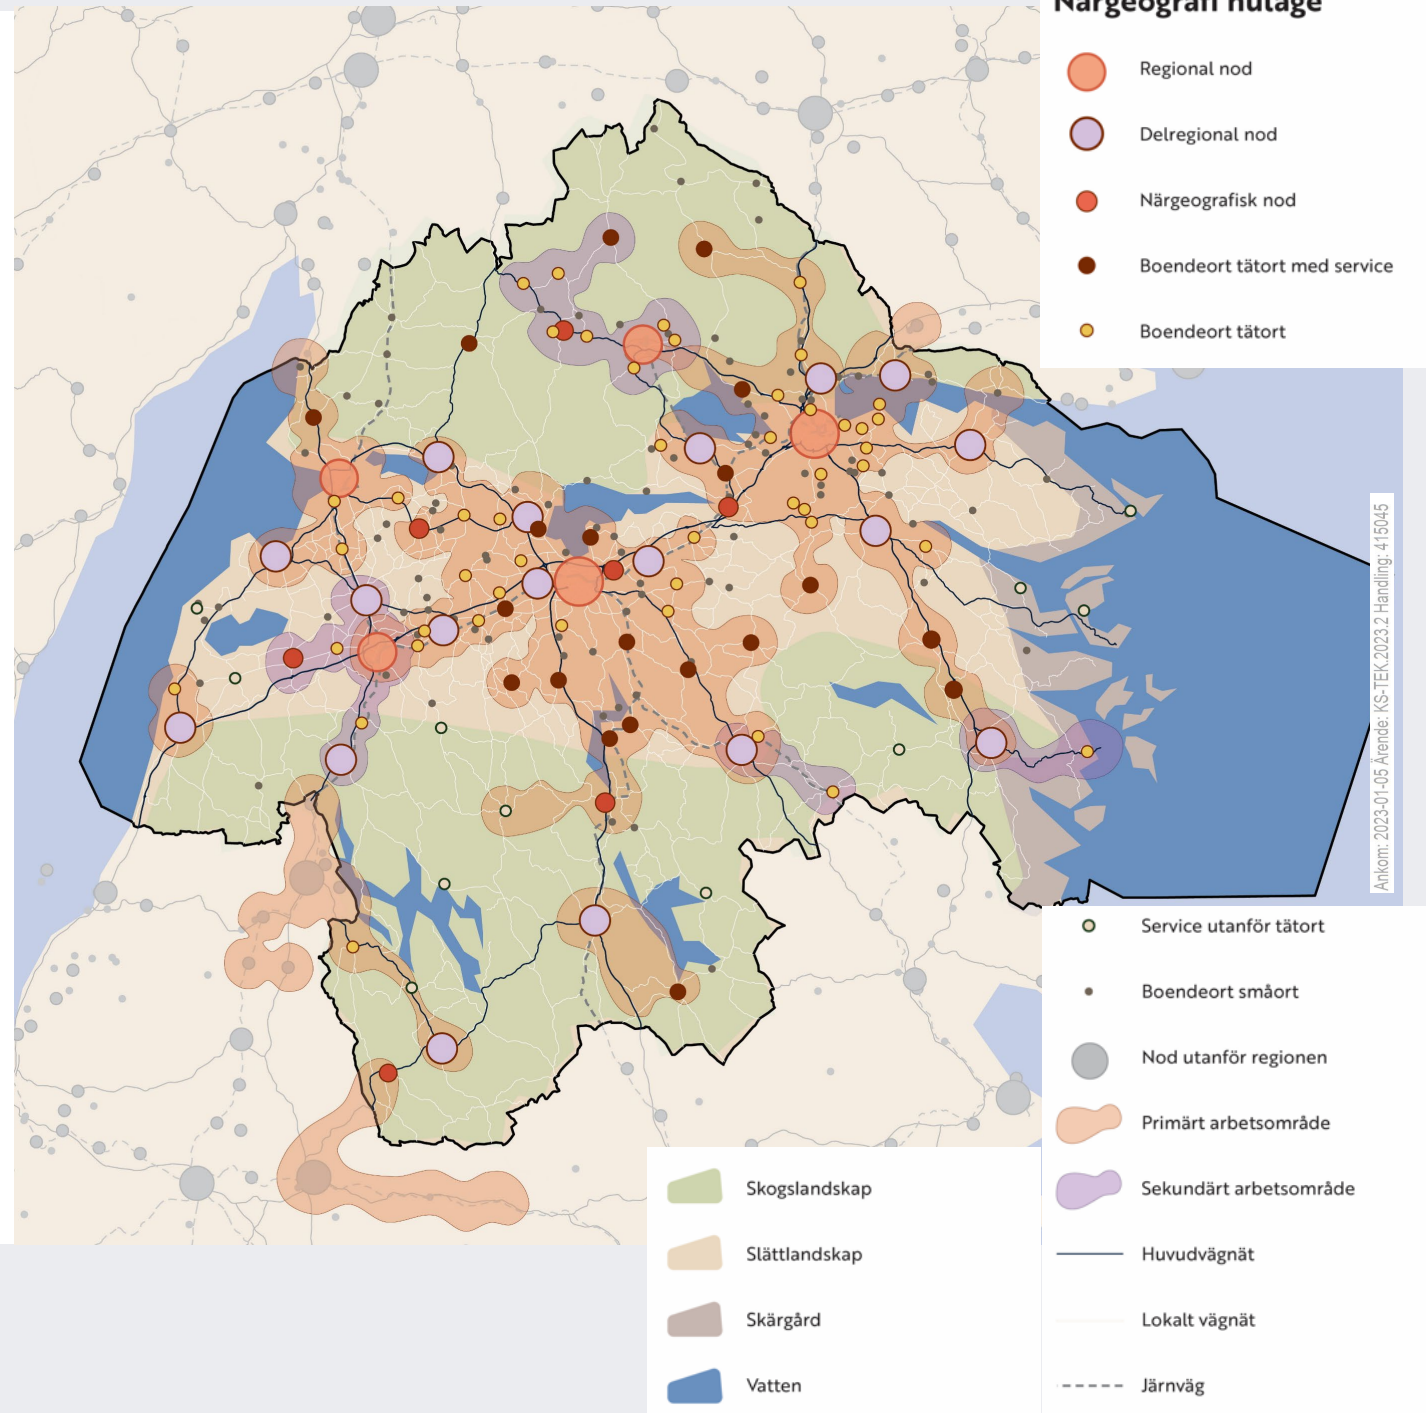 Närgeografi nuläge
Regional nod
Delregional nod
Närgeografisk nod
Boendeort tätort med service
Boendeort tätort
Ankom: 2023-01-05 Ärende: KS-TEK.2023.2 Handling: 415045
Service utanför tätort
Boendeort småort
Nod utanför regionen
Primärt arbetsområde
Sekundärt arbetsområde
Huvudvägnät
Lokalt vägnät
Järnväg
Skogslandskap
Slättlandskap
Skärgård
Vatten